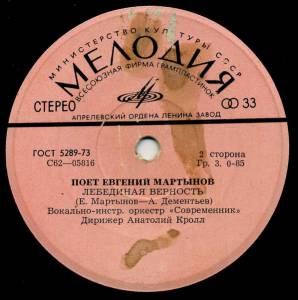 МИНИСТЕРСТВО КУЛЬТУРЫ СССР
МЕЛОДИЯ
ВСЕСОЮЗНАЯ ФИРМА ГРАМПЛАСТИНОК
СТЕРЕО
33
АПРЕЛЕВСКИЙ ОРДЕНА ЛЕНИНА ЗАВОД
ГОСТ 5289-73
2 сторона
С62—05816
Гр. 3. 0-85
ПОЕТ ЕВГЕНИЙ МАРТЫНОВ
ЛЕБЕДИНАЯ ВЕРНОСТЬ
(Е. Мартынов—А. Дементьев)
Вокально-инстр. оркестр «Современник»
Дирижер Анатолий Кролл